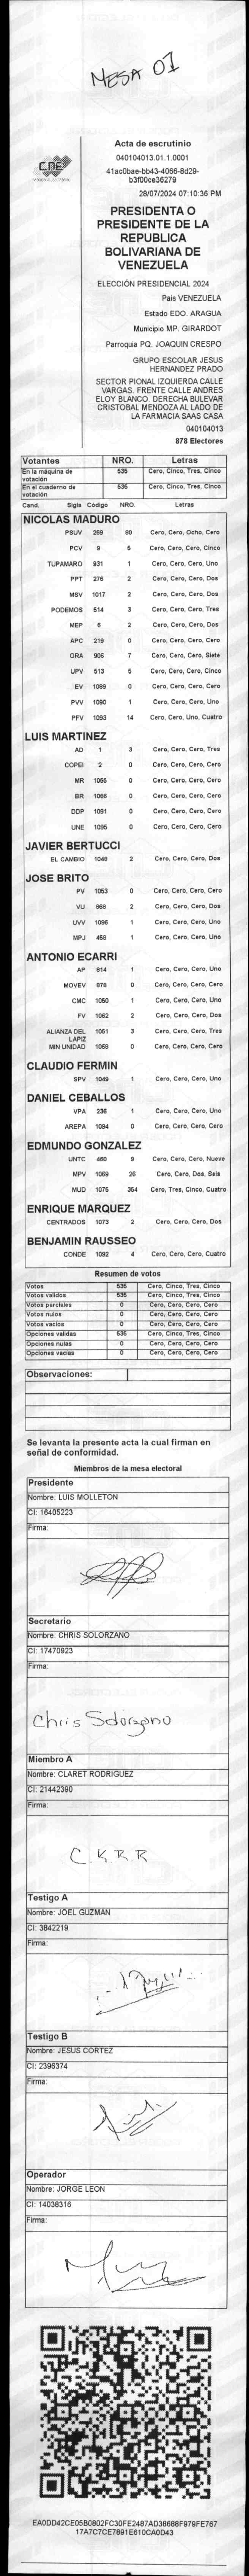 MESA 01
CNE
Acta de escrutinio
040104013.01.1.0001
41ac0bae-bb43-4066-8d29-
b3f00ce36279
28/07/2024 07:10:36 PM
PRESIDENTA O
PRESIDENTE DE LA
REPUBLICA
BOLIVARIANA DE
VENEZUELA
ELECCIÓN PRESIDENCIAL 2024
Pais VENEZUELA
Estado EDO. ARAGUA
Municipio MP. GIRARDOT
Parroquia PQ. JOAQUIN CRESPO
GRUPO ESCOLAR JESUS
HERNANDEZ PRADO
SECTOR PIONAL IZQUIERDA CALLE
VARGAS. FRENTE CALLE ANDRES
ELOY BLANCO. DERECHA BULEVAR
CRISTOBAL MENDOZA AL LADO DE
LA FARMACIA SAAS CASA
040104013
878 Electores
Votantes NRO. Letras
En la máquina de votación 535 Cero, Cinco, Tres, Cinco
En el cuaderno de votación 535 Cero, Cinco, Tres, Cinco
Cand. Sigla Código NRO. Letras
NICOLAS MADURO
PSUV 269 80 Cero, Cero, Ocho, Cero
PCV 9 5 Cero, Cero, Cero, Cinco
TUPAMARO 931 1 Cero, Cero, Cero, Uno
PPT 276 2 Cero, Cero, Cero, Dos
MSV 1017 2 Cero, Cero, Cero, Dos
PODEMOS 514 3 Cero, Cero, Cero, Tres
MEP 6 2 Cero, Cero, Cero, Dos
APC 219 0 Cero, Cero, Cero, Cero
ORA 906 7 Cero, Cero, Cero, Siete
UPV 513 5 Cero, Cero, Cero, Cinco
EV 1089 0 Cero, Cero, Cero, Cero
PVV 1090 1 Cero, Cero, Cero, Uno
PFV 1093 14 Cero, Cero, Uno, Cuatro
LUIS MARTINEZ
AD 1 3 Cero, Cero, Cero, Tres
COPEI 2 0 Cero, Cero, Cero, Cero
MR 1065 0 Cero, Cero, Cero, Cero
BR 1066 0 Cero, Cero, Cero, Cero
DDP 1091 0 Cero, Cero, Cero, Cero
UNE 1095 0 Cero, Cero, Cero, Cero
JAVIER BERTUCCI
EL CAMBIO 1048 2 Cero, Cero, Cero, Dos
JOSE BRITO
PV 1053 0 Cero, Cero, Cero, Cero
VU 868 2 Cero, Cero, Cero, Dos
UVV 1096 1 Cero, Cero, Cero, Uno
MPJ 458 1 Cero, Cero, Cero, Uno
ANTONIO ECARRI
AP 814 1 Cero, Cero, Cero, Uno
MOVEV 878 0 Cero, Cero, Cero, Cero
CMC 1050 1 Cero, Cero, Cero, Uno
FV 1062 2 Cero, Cero, Cero, Dos
ALIANZA DEL LAPIZ 1051 3 Cero, Cero, Cero, Tres
MIN UNIDAD 1068 0 Cero, Cero, Cero, Cero
CLAUDIO FERMIN
SPV 1049 1 Cero, Cero, Cero, Uno
DANIEL CEBALLOS
VPA 236 1 Cero, Cero, Cero, Uno
AREPA 1094 0 Cero, Cero, Cero, Cero
EDMUNDO GONZALEZ
UNTC 460 9 Cero, Cero, Cero, Nueve
MPV 1069 26 Cero, Cero, Dos, Seis
MUD 1075 354 Cero, Tres, Cinco, Cuatro
ENRIQUE MARQUEZ
CENTRADOS 1073 2 Cero, Cero, Cero, Dos
BENJAMIN RAUSSEO
CONDE 1092 4 Cero, Cero, Cero, Cuatro
Resumen de votos
Votos 535 Cero, Cinco, Tres, Cinco
Votos validos 535 Cero, Cinco, Tres, Cinco
Votos parciales 0 Cero, Cero, Cero, Cero
Votos nulos 0 Cero, Cero, Cero, Cero
Votos vacios 0 Cero, Cero, Cero, Cero
Opciones validas 535 Cero, Cinco, Tres, Cinco
Opciones nulas 0 Cero, Cero, Cero, Cero
Opciones vacias 0 Cero, Cero, Cero, Cero
Observaciones:
Se levanta la presente acta la cual firman en
señal de conformidad.
Miembros de la mesa electoral
Presidente
Nombre: LUIS MOLLETON
CI: 16405223
Firma:
Secretario
Nombre: CHRIS SOLORZANO
CI: 17470923
Firma:
Chris Solorzano
Miembro A
Nombre: CLARET RODRIGUEZ
CI: 21442390
Firma:
C.K.R.R
Testigo A
Nombre: JOEL GUZMAN
CI: 3842219
Firma:
Testigo B
Nombre: JESUS CORTEZ
CI: 2396374
Firma:
Operador
Nombre: JORGE LEON
CI: 14038316
Firma:
EA0DD42CE05B0802FC30FE2487AD38688F979FE767
17A7C7CE7891E610CA0D43